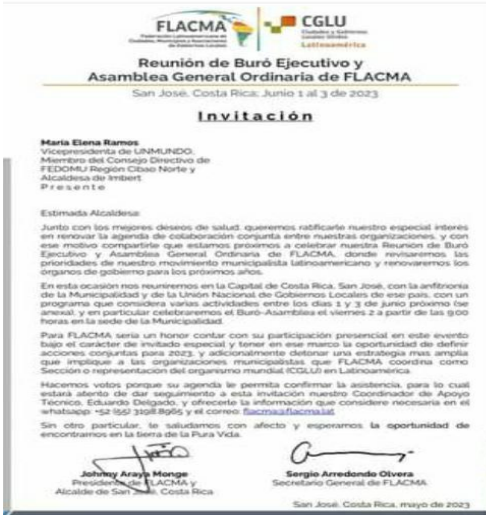 FLACMA
Federación Latinoamericana de
Ciudades, Municipios y Asociaciones
de Gobiernos Locales
CGLU
Ciudades y Gobiernos
Locales Unidos
Latinoamérica
Reunión de Buró Ejecutivo y
Asamblea General Ordinaria de FLACMA
San José, Costa Rica; Junio 1 al 3 de 2023
Invitación
María Elena Ramos
Vicepresidenta de UNMUNDO,
Miembro del Consejo Directivo de
FEDOMU Región Cibao Norte y
Alcaldesa de Imbert
Presente
Estimada Alcaldesa:
Junto con los mejores deseos de salud, queremos ratificarle nuestro especial interés
en renovar la agenda de colaboración conjunta entre nuestras organizaciones, y con
ese motivo compartirle que estamos próximos a celebrar nuestra Reunión de Buró
Ejecutivo y Asamblea General Ordinaria de FLACMA, donde revisaremos las
prioridades de nuestro movimiento municipalista latinoamericano y renovaremos los
órganos de gobierno para los próximos años.
En esta ocasión nos reuniremos en la Capital de Costa Rica, San José, con la anfitrionía
de la Municipalidad y de la Unión Nacional de Gobiernos Locales de ese país, con un
programa que considera varias actividades entre los días 1 y 3 de junio próximo (se
anexa), y en particular celebraremos el Buró-Asamblea el viernes 2 a partir de las 9:00
horas en la sede de la Municipalidad.
Para FLACMA sería un honor contar con su participación presencial en este evento
bajo el carácter de invitado especial y tener en ese marco la oportunidad de definir
acciones conjuntas para 2023, y adicionalmente detonar una estrategia mas amplia
que implique a las organizaciones municipalistas que FLACMA coordina como
Sección o representación del organismo mundial (CGLU) en Latinoamérica.
Hacemos votos porque su agenda le permita confirmar la asistencia, para lo cual
estará atento de dar seguimiento a esta invitación nuestro Coordinador de Apoyo
Técnico, Eduardo Delgado, y ofrecerle la información que considere necesaria en el
whatsapp: +52 (55) 3198.8965 y el correo: flacma@flacma.lat
Sin otro particular, le saludamos con afecto y esperamos la oportunidad de
encontrarnos en la tierra de la Pura Vida.
Johnny Araya Monge
Presidente de FLACMA y
Alcalde de San José, Costa Rica
Sergio Arredondo Olvera
Secretario General de FLACMA
San José, Costa Rica, mayo de 2023